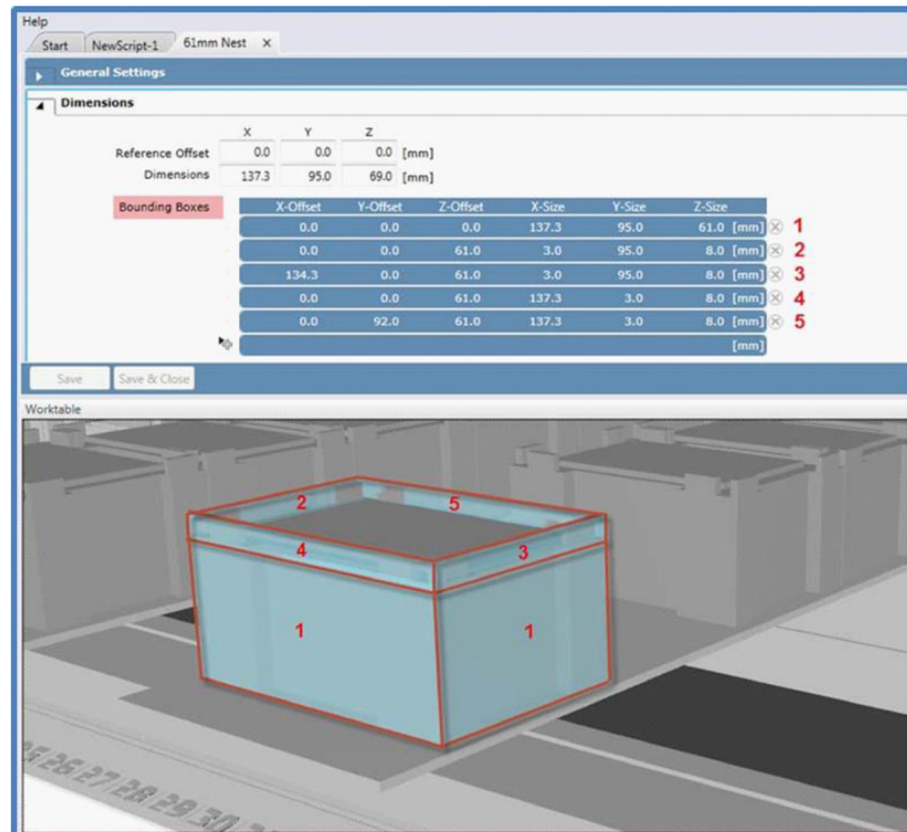 Help
Start NewScript-1 61mm Nest X
General Settings
Dimensions
X Y Z
Reference Offset 0.0 0.0 0.0 [mm]
Dimensions 137.3 95.0 69.0 [mm]
Bounding Boxes X-Offset Y-Offset Z-Offset X-Size Y-Size Z-Size
0.0 0.0 0.0 137.3 95.0 61.0 [mm] 1
0.0 0.0 61.0 3.0 95.0 8.0 [mm] 2
134.3 0.0 61.0 3.0 95.0 8.0 [mm] 3
0.0 0.0 61.0 137.3 3.0 8.0 [mm] 4
0.0 92.0 61.0 137.3 3.0 8.0 [mm] 5
[mm]
Save Save & Close
Worktable
2 5
4 3
1 1
26 27 28 29 30